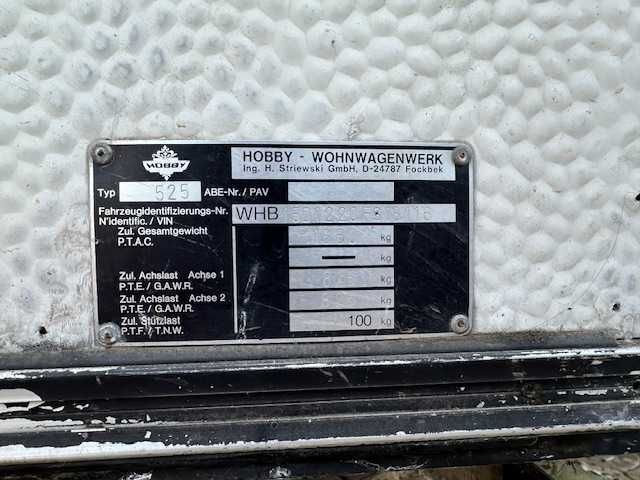 HOBBY
HOBBY - WOHNWAGENWERK
Ing. H. Striewski GmbH, D-24787 Fockbek
Typ 525 ABE-Nr. / PAV
Fahrzeugidentifizierungs-Nr. WHB
N'identific. / VIN
Zul. Gesamtgewicht kg
P.T.A.C.
— kg
Zul. Achslast Achse 1 kg
P.T.E. / G.A.W.R.
Zul. Achslast Achse 2 kg
P.T.E. / G.A.W.R.
Zul. Stützlast 100 kg
P.T.F. / T.N.W.